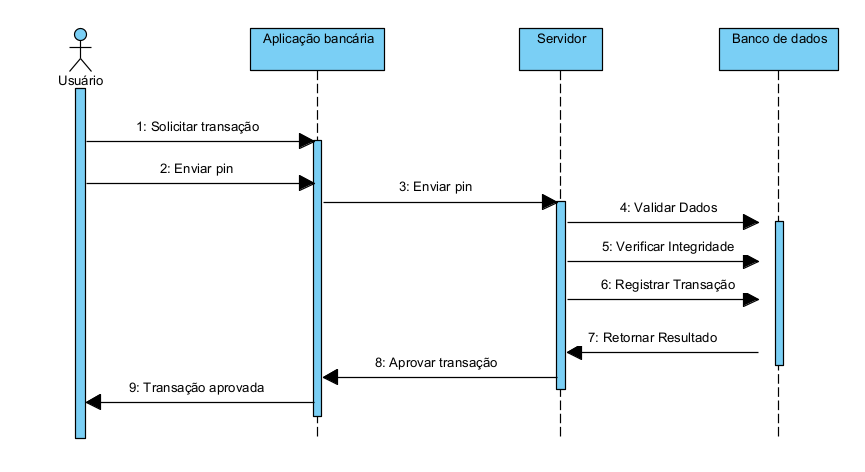 Aplicação bancária
Servidor
Banco de dados
Usuário
1: Solicitar transação
2: Enviar pin
3: Enviar pin
4: Validar Dados
5: Verificar Integridade
6: Registrar Transação
7: Retornar Resultado
8: Aprovar transação
9: Transação aprovada